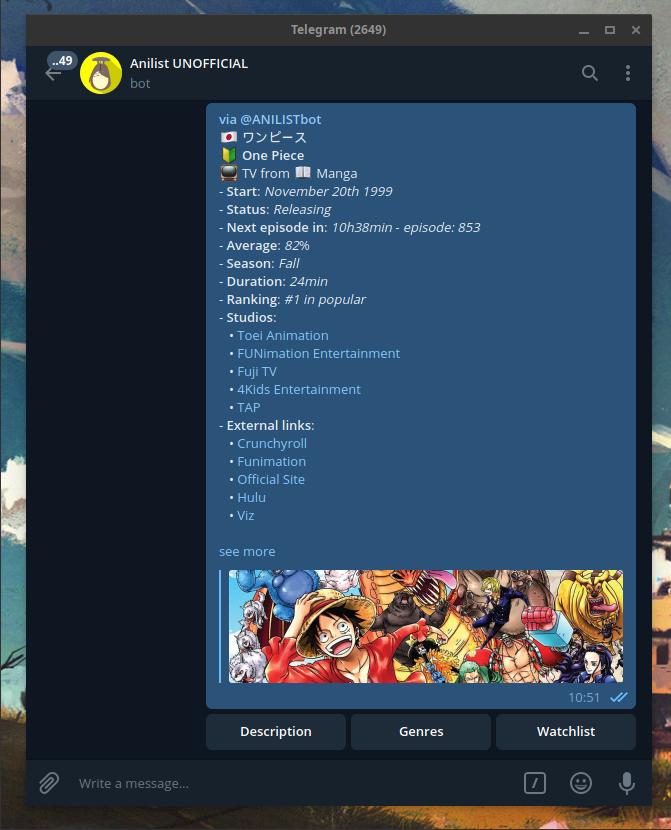 Telegram (2649)
..49
Anilist UNOFFICIAL
bot
via @ANILISTbot
ワンピース
One Piece
TV from Manga
- Start: November 20th 1999
- Status: Releasing
- Next episode in: 10h38min - episode: 853
- Average: 82%
- Season: Fall
- Duration: 24min
- Ranking: #1 in popular
- Studios:
• Toei Animation
• FUNimation Entertainment
• Fuji TV
• 4Kids Entertainment
• TAP
- External links:
• Crunchyroll
• Funimation
• Official Site
• Hulu
• Viz
see more
10:51
Description Genres Watchlist
Write a message...